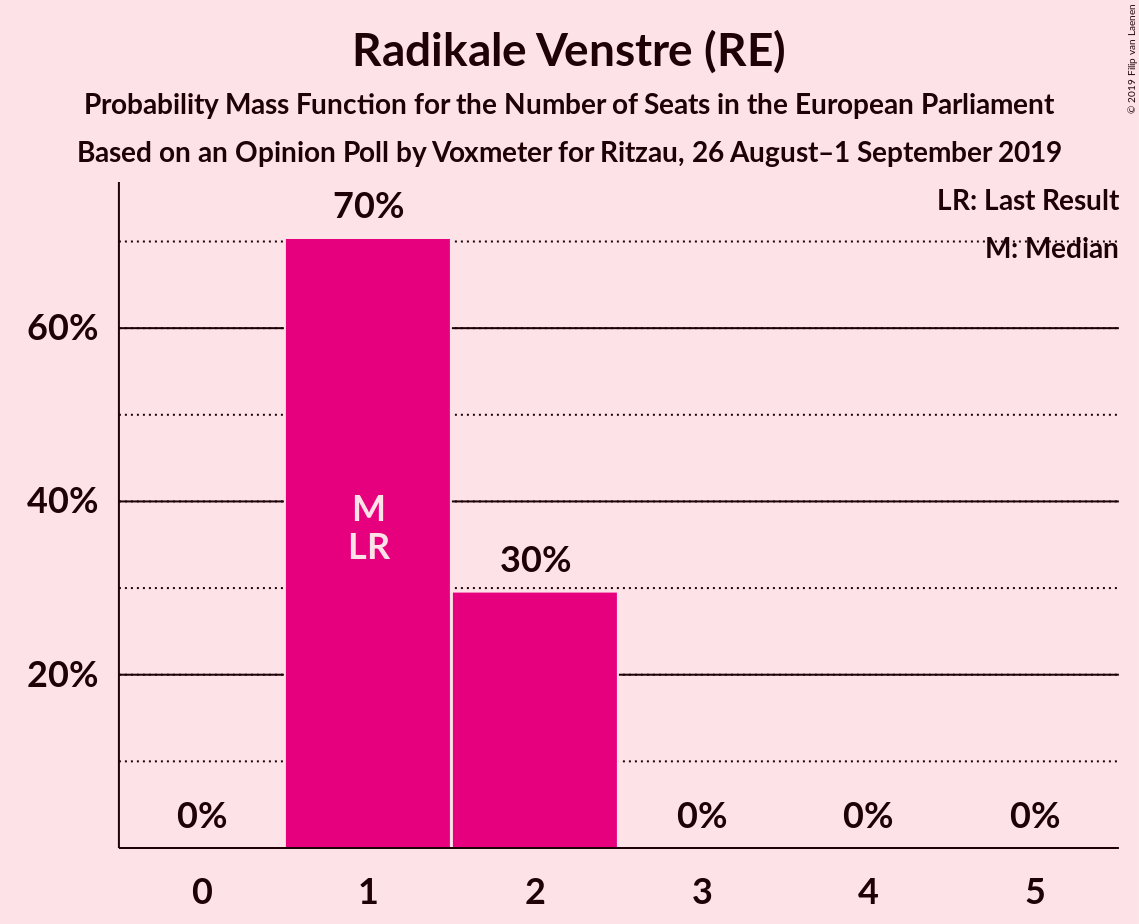 Radikale Venstre (RE)
Probability Mass Function for the Number of Seats in the European Parliament
Based on an Opinion Poll by Voxmeter for Ritzau, 26 August–1 September 2019
© 2019 Filip van Laenen
LR: Last Result
M: Median
70%
60%
40%
M
LR
30%
20%
0%
0%
0%
0%
0
1
2
3
4
5